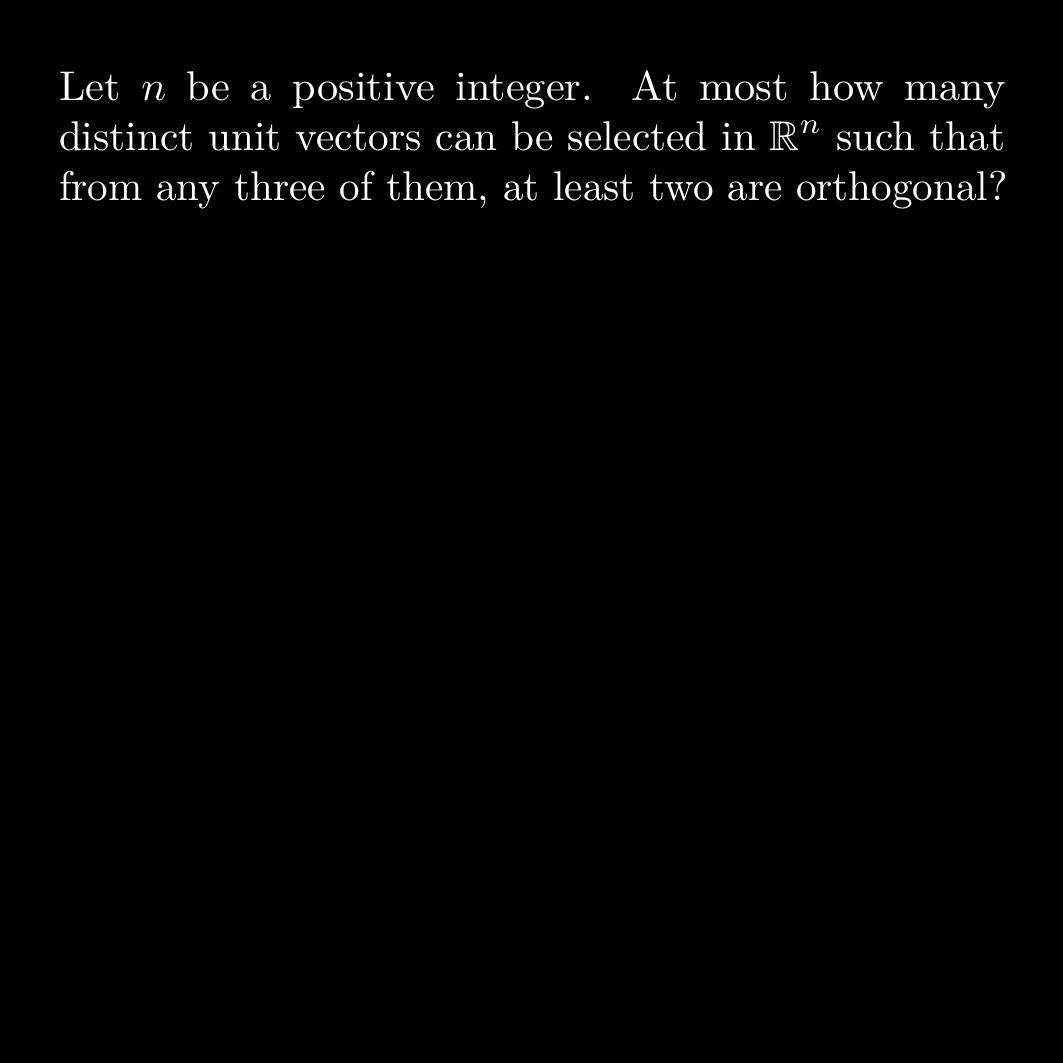 Let $n$ be a positive integer. At most how many
distinct unit vectors can be selected in $\mathbb{R}^n$ such that
from any three of them, at least two are orthogonal?